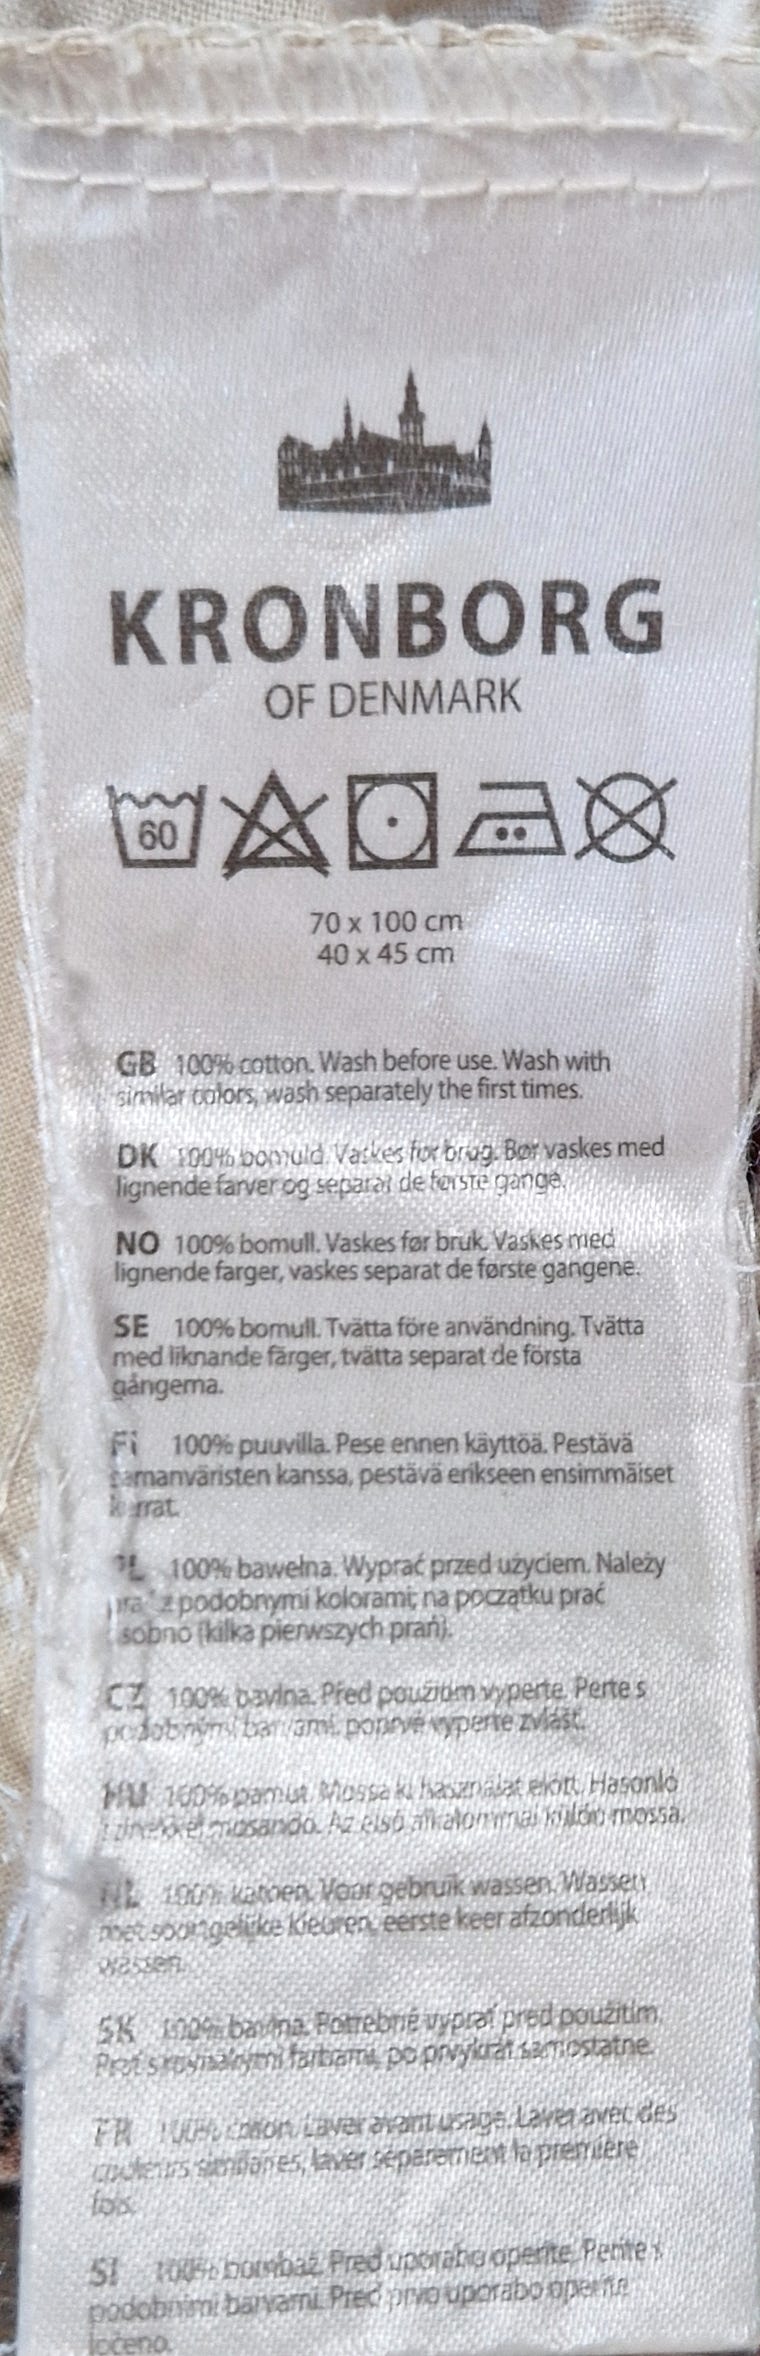 KRONBORG
OF DENMARK
60
70 x 100 cm
40 x 45 cm
GB 100% cotton. Wash before use. Wash with
similar colors, wash separately the first times.
DK 100% bomuld. Vaskes før brug. Bør vaskes med
lignende farver og separat de første gange.
NO 100% bomull. Vaskes før bruk. Vaskes med
lignende farger, vaskes separat de første gangene.
SE 100% bomull. Tvätta före användning. Tvätta
med liknande färger, tvätta separat de första
gångerna.
Fi 100% puuvilla. Pese ennen käyttöä. Pestävä
samanväristen kanssa, pestävä erikseen ensimmäiset
kerrat.
PL 100% bawełna. Wyprać przed użyciem. Należy
prać z podobnymi kolorami; na początku prać
osobno (kilka pierwszych prań).
CZ 100% bavlna. Před použitím vyperte. Perte s
podobnými barvami, poprvé vyperte zvlášť.
HU 100% pamut. Mossa ki használat előtt. Hasonló
mosandó. Az első alkalommal külön mossa.
NL 100% katoen. Voor gebruik wassen. Wassen
met soortgelijke kleuren, eerste keer afzonderlijk
wassen.
SK 100% bavlna. Potrebné vyprať pred použitím.
Prať s rovnakými farbami, po prvýkrát samostatne.
FR 100% coton. Laver avant usage. Laver avec des
couleurs similaires, laver séparément la première
fois.
SI 100% bombaž. Pred uporabo operite. Perite s
podobnimi barvami. Pred prvo uporabo operite
ločeno.